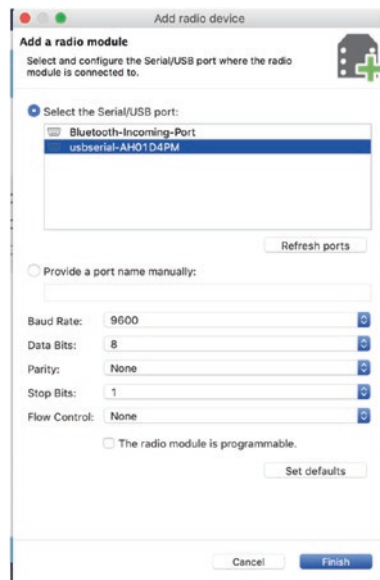 Add radio device
Add a radio module
Select and configure the Serial/USB port where the radio
module is connected to.
Select the Serial/USB port:
Bluetooth-Incoming-Port
usbserial-AH01D4PM
Refresh ports
Provide a port name manually:
Baud Rate: 9600
Data Bits: 8
Parity: None
Stop Bits: 1
Flow Control: None
The radio module is programmable.
Set defaults
Cancel Finish